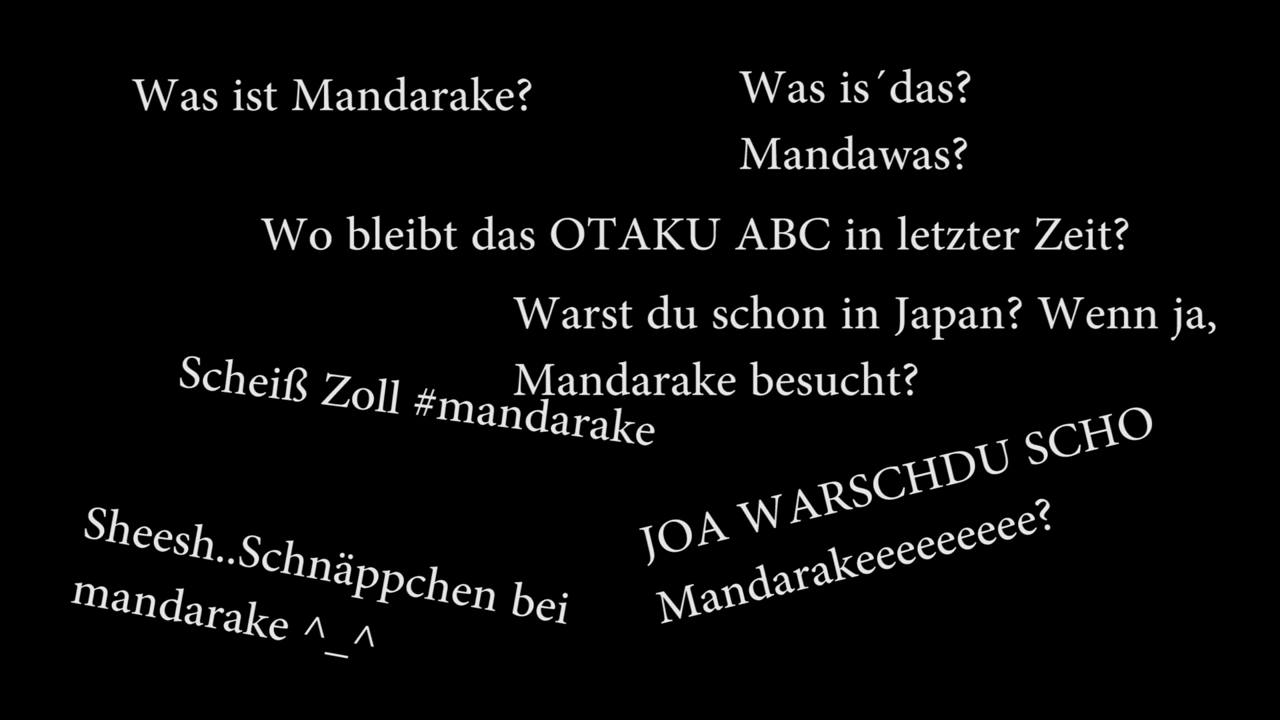 Was ist Mandarake?
Was is´das?
Mandawas?
Wo bleibt das OTAKU ABC in letzter Zeit?
Warst du schon in Japan? Wenn ja,
Mandarake besucht?
Scheiß Zoll #mandarake
JOA WARSCHDU SCHO
Mandarakeeeeeeeee?
Sheesh..Schnäppchen bei
mandarake ^_^